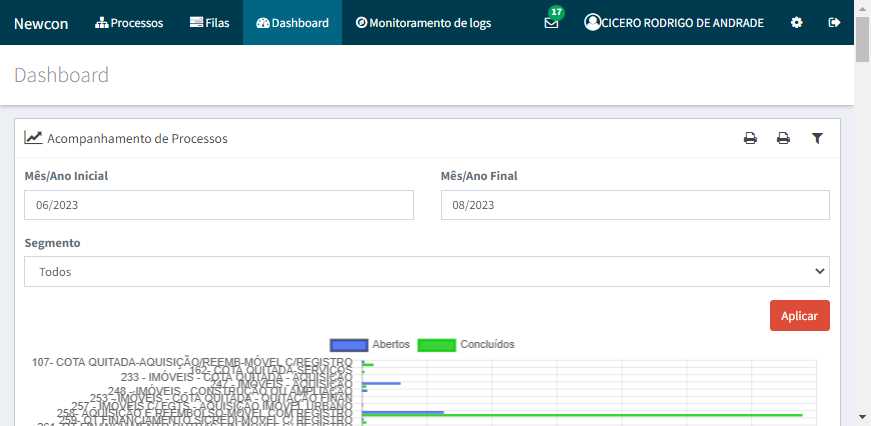 Newcon Processos Filas Dashboard Monitoramento de logs 17 CICERO RODRIGO DE ANDRADE
Dashboard
Acompanhamento de Processos
Mês/Ano Inicial Mês/Ano Final
06/2023 08/2023
Segmento
Todos
Aplicar
Abertos Concluídos
107- COTA QUITADA-AQUISIÇÃO/REEMB-MÓVEL C/REGISTRO
162- COTA QUITADA-SERVIÇOS
233 - IMÓVEIS - COTA QUITADA - AQUISIÇÃO
247 - IMÓVEIS - AQUISIÇÃO
248 - IMÓVEIS - CONSTRUÇÃO OU AMPLIAÇÃO
253 - IMÓVEIS - COTA QUITADA - QUITAÇÃO FINAN
257 - IMÓVEIS C/FGTS - AQUISIÇÃO IMÓVEL URBANO
258- AQUISIÇÃO E REEMBOLSO-MÓVEL COM REGISTRO
259- QT FINANCIAMENTO SICREDI-MÓVEL C/ REGISTRO